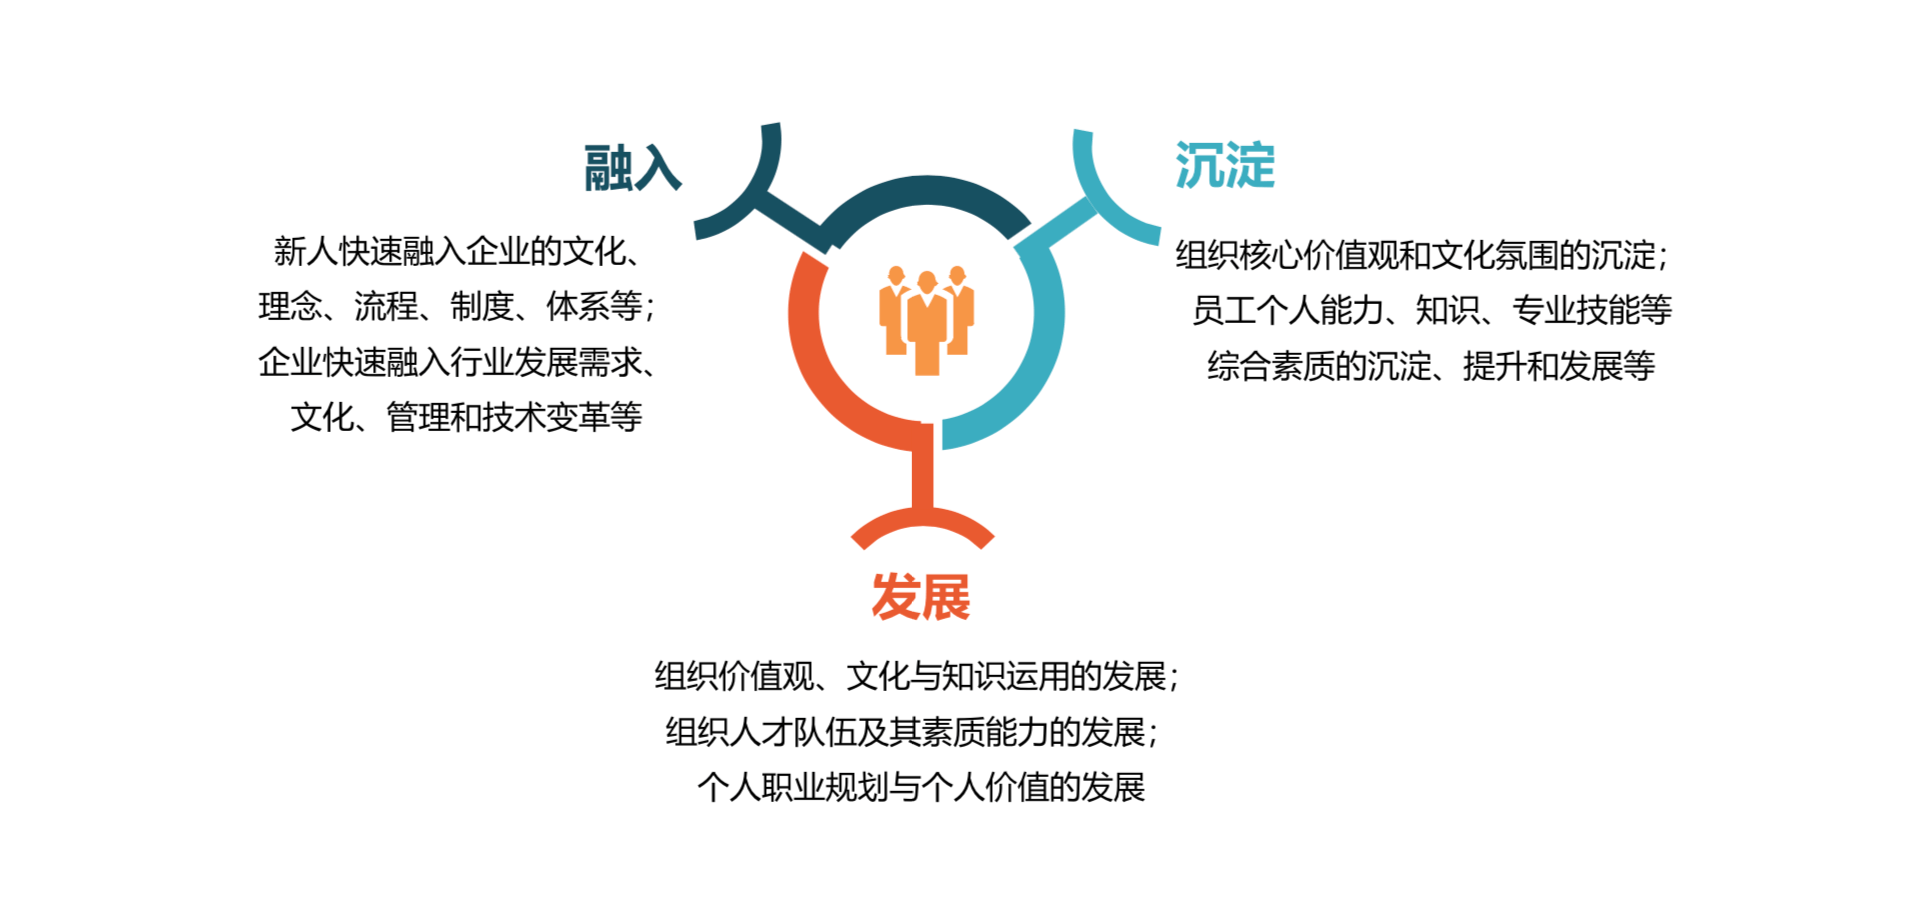 融入
新人快速融入企业的文化、
理念、流程、制度、体系等；
企业快速融入行业发展需求、
文化、管理和技术变革等
沉淀
组织核心价值观和文化氛围的沉淀；
员工个人能力、知识、专业技能等
综合素质的沉淀、提升和发展等
发展
组织价值观、文化与知识运用的发展；
组织人才队伍及其素质能力的发展；
个人职业规划与个人价值的发展